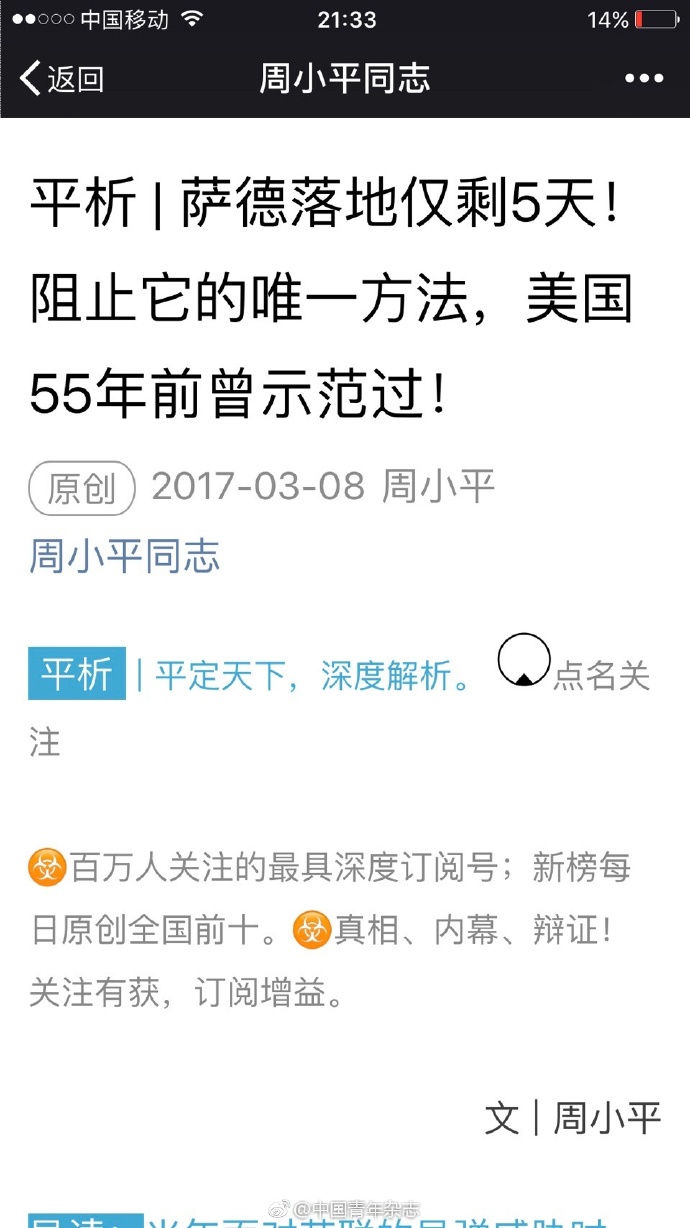 中国移动 21:33 14%
返回 周小平同志
平析 | 萨德落地仅剩5天！
阻止它的唯一方法，美国
55年前曾示范过！
原创 2017-03-08 周小平
周小平同志
平析 | 平定天下，深度解析。 点名关
注
百万人关注的最具深度订阅号；新榜每
日原创全国前十。 真相、内幕、辩证！
关注有获，订阅增益。
文 | 周小平
@中国青年杂志